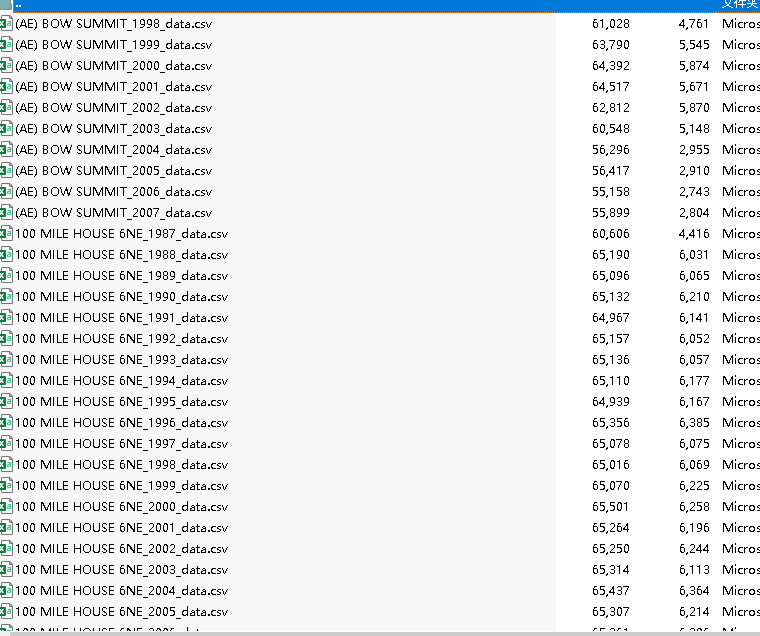 .. 文件夹
(AE) BOW SUMMIT_1998_data.csv 61,028 4,761 Micros
(AE) BOW SUMMIT_1999_data.csv 63,790 5,545 Micros
(AE) BOW SUMMIT_2000_data.csv 64,392 5,874 Micros
(AE) BOW SUMMIT_2001_data.csv 64,517 5,671 Micros
(AE) BOW SUMMIT_2002_data.csv 62,812 5,870 Micros
(AE) BOW SUMMIT_2003_data.csv 60,548 5,148 Micros
(AE) BOW SUMMIT_2004_data.csv 56,296 2,955 Micros
(AE) BOW SUMMIT_2005_data.csv 56,417 2,910 Micros
(AE) BOW SUMMIT_2006_data.csv 55,158 2,743 Micros
(AE) BOW SUMMIT_2007_data.csv 55,899 2,804 Micros
100 MILE HOUSE 6NE_1987_data.csv 60,606 4,416 Micros
100 MILE HOUSE 6NE_1988_data.csv 65,190 6,031 Micros
100 MILE HOUSE 6NE_1989_data.csv 65,096 6,065 Micros
100 MILE HOUSE 6NE_1990_data.csv 65,132 6,210 Micros
100 MILE HOUSE 6NE_1991_data.csv 64,967 6,141 Micros
100 MILE HOUSE 6NE_1992_data.csv 65,157 6,052 Micros
100 MILE HOUSE 6NE_1993_data.csv 65,136 6,057 Micros
100 MILE HOUSE 6NE_1994_data.csv 65,110 6,177 Micros
100 MILE HOUSE 6NE_1995_data.csv 64,939 6,167 Micros
100 MILE HOUSE 6NE_1996_data.csv 65,356 6,385 Micros
100 MILE HOUSE 6NE_1997_data.csv 65,078 6,075 Micros
100 MILE HOUSE 6NE_1998_data.csv 65,016 6,069 Micros
100 MILE HOUSE 6NE_1999_data.csv 65,070 6,225 Micros
100 MILE HOUSE 6NE_2000_data.csv 65,501 6,258 Micros
100 MILE HOUSE 6NE_2001_data.csv 65,264 6,196 Micros
100 MILE HOUSE 6NE_2002_data.csv 65,250 6,244 Micros
100 MILE HOUSE 6NE_2003_data.csv 65,314 6,113 Micros
100 MILE HOUSE 6NE_2004_data.csv 65,437 6,364 Micros
100 MILE HOUSE 6NE_2005_data.csv 65,307 6,214 Micros